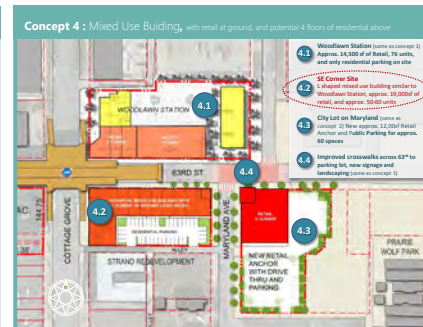 Concept 4 : Mixed Use Buiding, with retail at ground, and potential 4 floors of residential above
4.1
Woodlawn Station (same as concept 1)
Approx. 14,500 sf of Retail, 76 units,
and only residential parking on site
4.2
SE Corner Site
L shaped mixed use building similar to
Woodlawn Station, approx. 19,000sf of
retail, and approx. 50-60 units
4.3
City Lot on Maryland (same as
concept 2) New approx. 12,00sf Retail
Anchor and Public Parking for approx.
60 spaces
4.4
Improved crosswalks across 63rd to
parking lot, new signage and
landscaping (same as concept 1)
WOODLAWN STATION
4.1
RETAIL
63RD ST.
4.4
4.2
RESIDENTIAL PARKING
ALLEY
STRAND REDEVELOPMENT
COTTAGE GROVE
MARYLAND AVE.
RETAIL
4.3
NEW RETAIL
ANCHOR
WITH DRIVE
THRU AND
PARKING
PRAIRIE
WOLF PARK
AC.
144.75